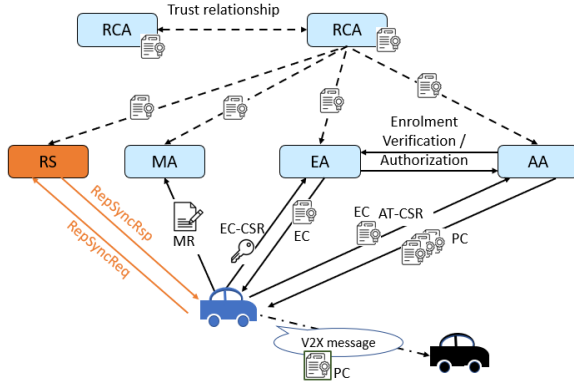 Trust relationship
RCA
RCA
Enrolment
Verification /
Authorization
RS
MA
EA
AA
RepSyncRsp
RepSyncReq
MR
EC-CSR
EC
EC AT-CSR
PC
V2X message
PC